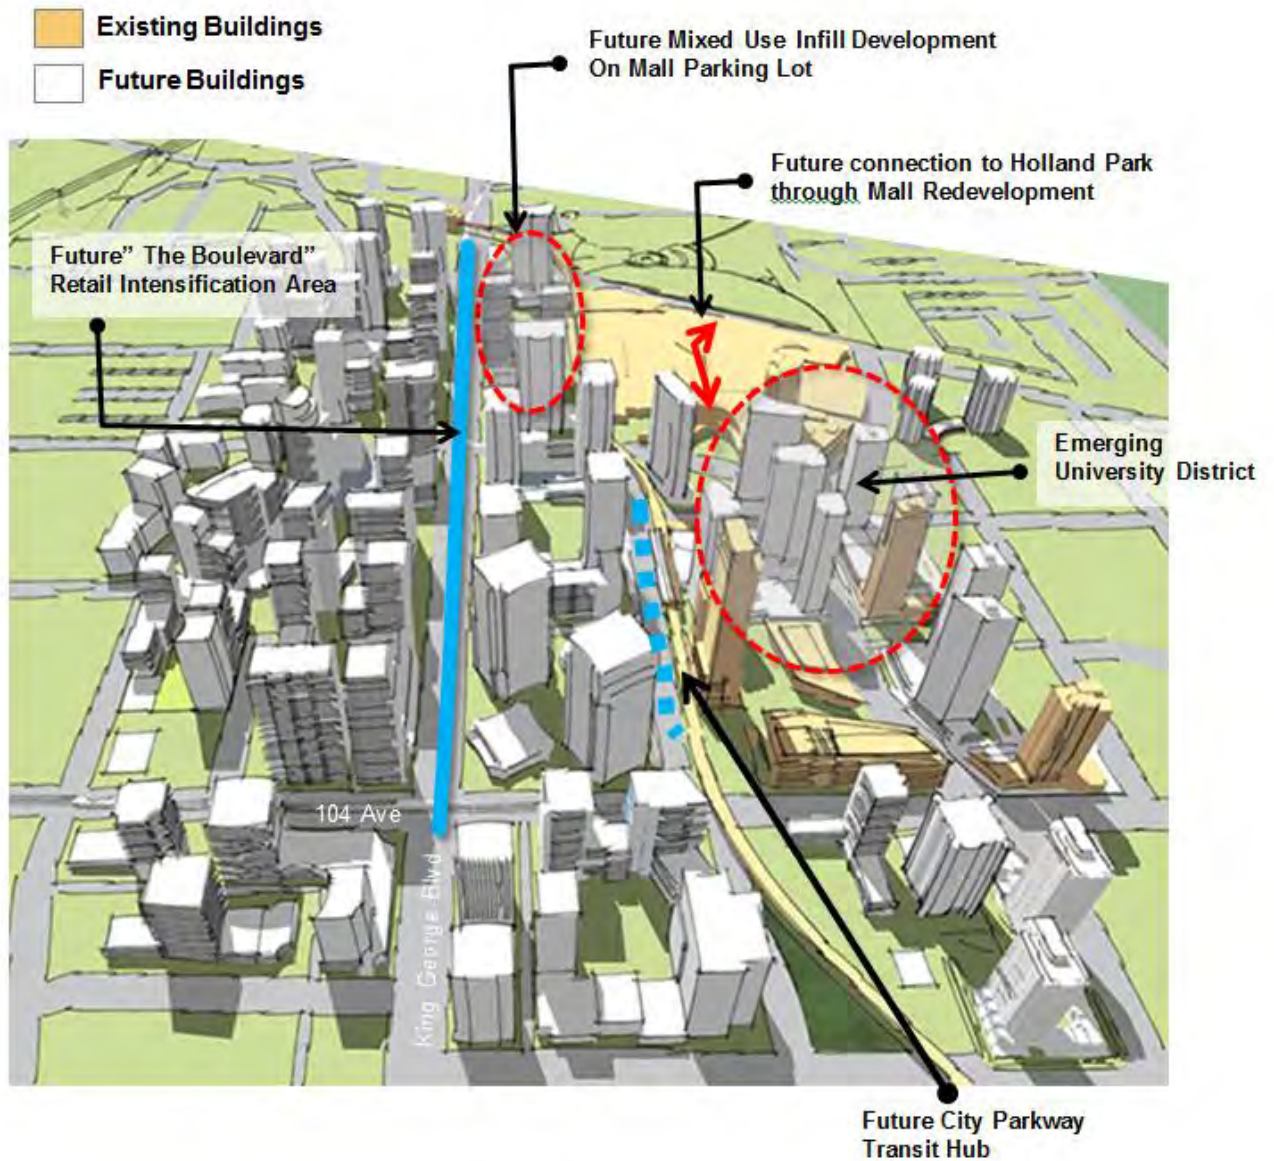 Existing Buildings
Future Buildings
Future Mixed Use Infill Development
On Mall Parking Lot
Future connection to Holland Park
through Mall Redevelopment
Future” The Boulevard”
Retail Intensification Area
Emerging
University District
104 Ave
King George Blvd
Future City Parkway
Transit Hub